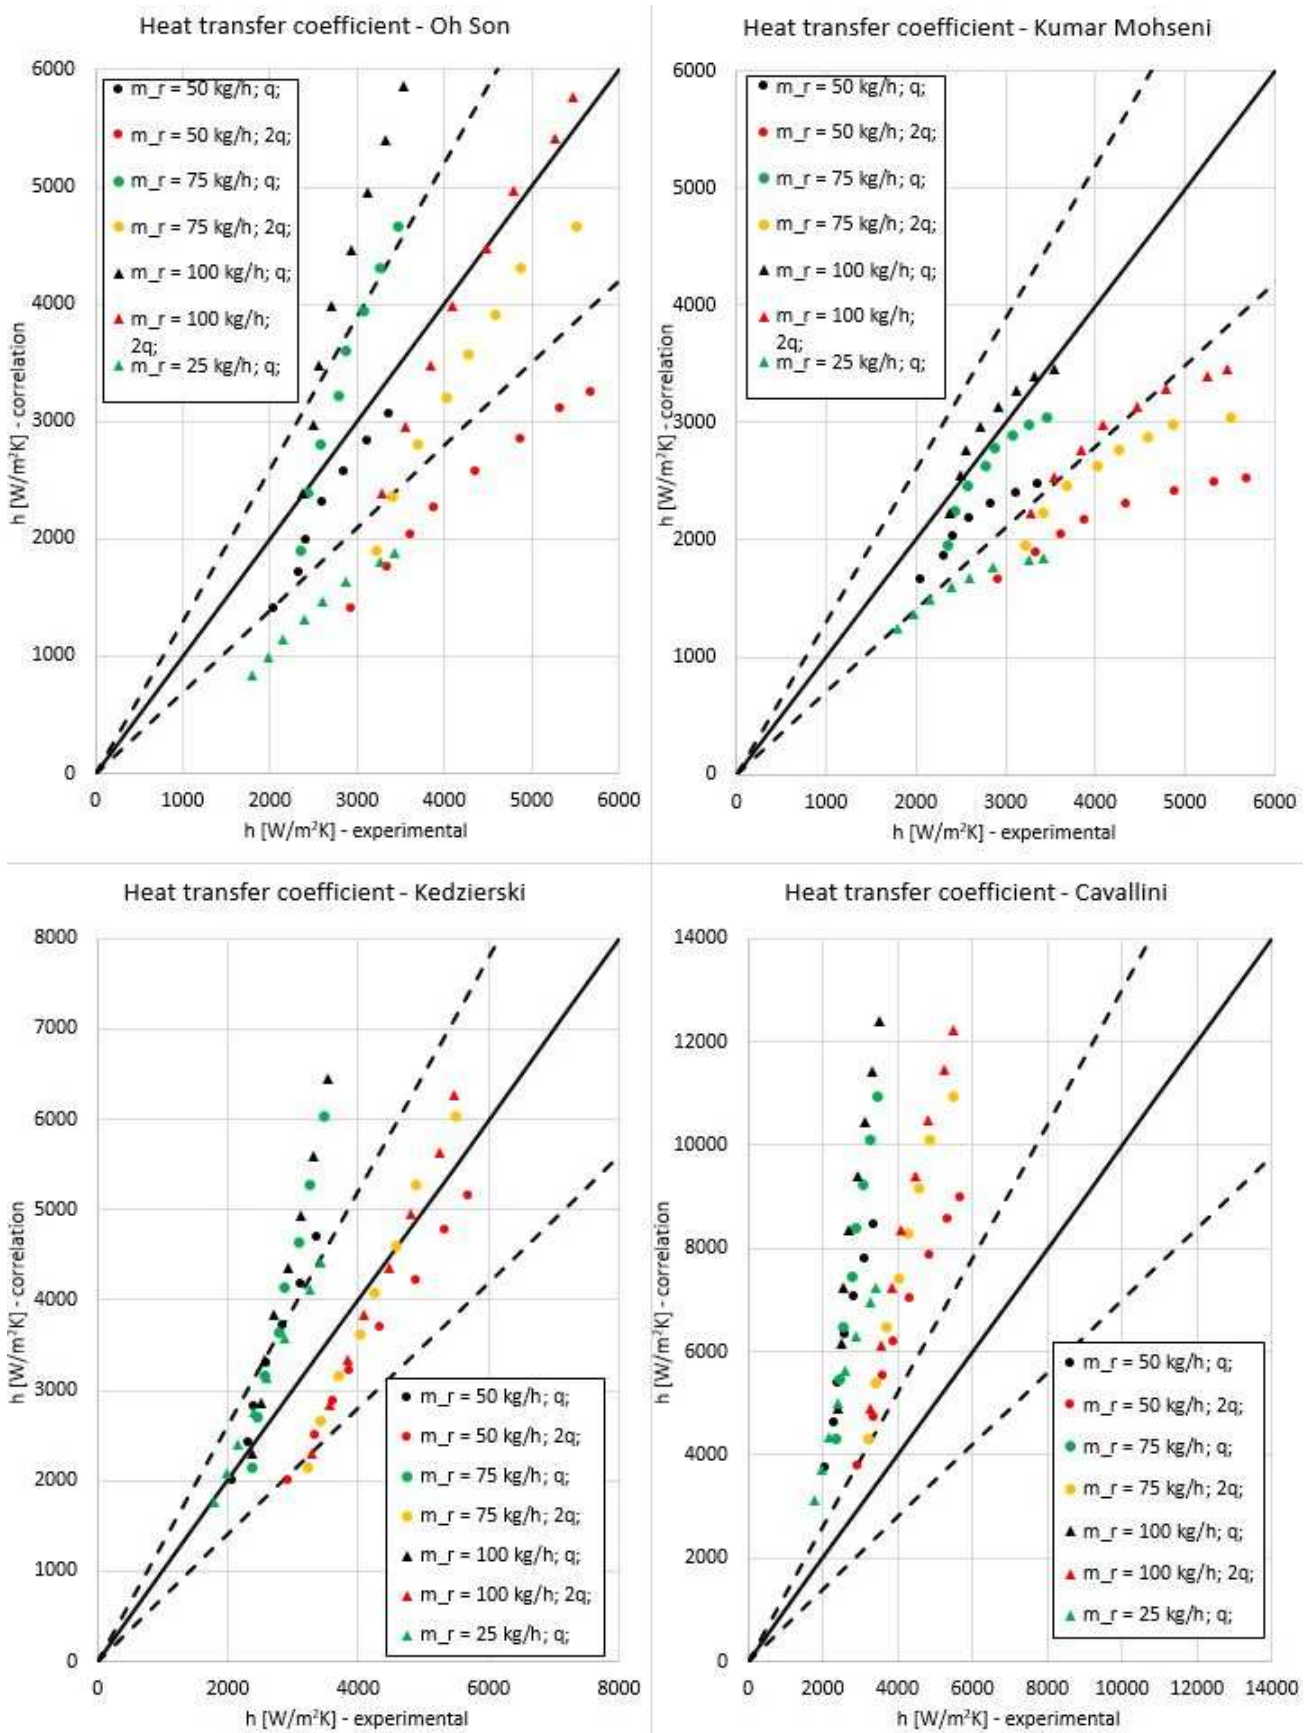 Heat transfer coefficient - Oh Son
6000
5000
4000
3000
2000
1000
0
h [W/m²K] - correlation
m_r = 50 kg/h; q;
m_r = 50 kg/h; 2q;
m_r = 75 kg/h; q;
m_r = 75 kg/h; 2q;
m_r = 100 kg/h; q;
m_r = 100 kg/h;
2q;
m_r = 25 kg/h; q;
0 1000 2000 3000 4000 5000 6000
h [W/m²K] - experimental
Heat transfer coefficient - Kumar Mohseni
6000
5000
4000
3000
2000
1000
0
h [W/m²K] - correlation
m_r = 50 kg/h; q;
m_r = 50 kg/h; 2q;
m_r = 75 kg/h; q;
m_r = 75 kg/h; 2q;
m_r = 100 kg/h; q;
m_r = 100 kg/h;
2q;
m_r = 25 kg/h; q;
0 1000 2000 3000 4000 5000 6000
h [W/m²K] - experimental
Heat transfer coefficient - Kedzierski
8000
7000
6000
5000
4000
3000
2000
1000
0
h [W/m²K] - correlation
m_r = 50 kg/h; q;
m_r = 50 kg/h; 2q;
m_r = 75 kg/h; q;
m_r = 75 kg/h; 2q;
m_r = 100 kg/h; q;
m_r = 100 kg/h; 2q;
m_r = 25 kg/h; q;
0 2000 4000 6000 8000
h [W/m²K] - experimental
Heat transfer coefficient - Cavallini
14000
12000
10000
8000
6000
4000
2000
0
h [W/m²K] - correlation
m_r = 50 kg/h; q;
m_r = 50 kg/h; 2q;
m_r = 75 kg/h; q;
m_r = 75 kg/h; 2q;
m_r = 100 kg/h; q;
m_r = 100 kg/h; 2q;
m_r = 25 kg/h; q;
0 2000 4000 6000 8000 10000 12000 14000
h [W/m²K] - experimental